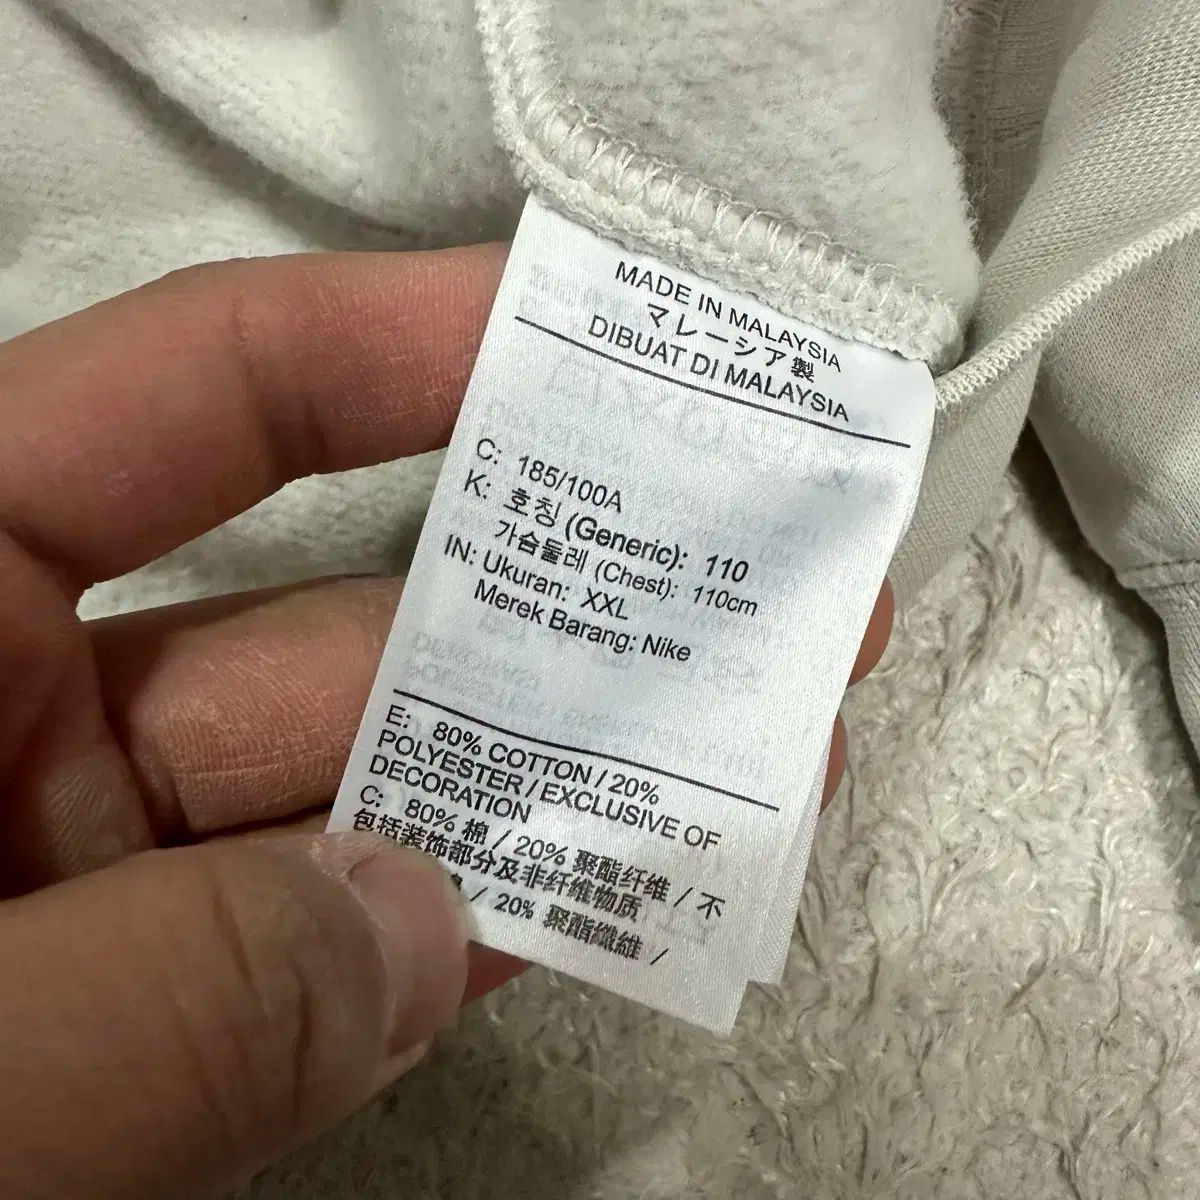 MADE IN MALAYSIA
マレーシア製
DIBUAT DI MALAYSIA
C: 185/100A
K: 호칭 (Generic): 110
가슴둘레 (Chest): 110cm
IN: Ukuran: XXL
Merek Barang: Nike
E: 80% COTTON / 20%
POLYESTER / EXCLUSIVE OF
DECORATION
C: 80% 棉 / 20% 聚酯纤维 / 不
包括装饰部分及非纤维物质
/ 20% 聚酯纖維 /